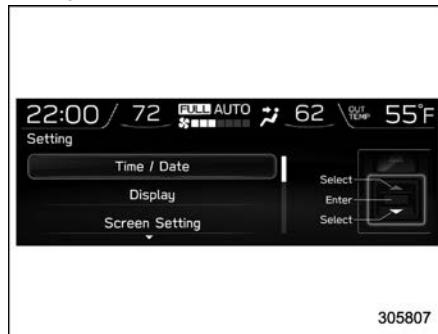 22:00 / 72 FULL AUTO 62 OUT TEMP 55°F
Setting
Time / Date
Display
Screen Setting
Select
Enter
Select
305807